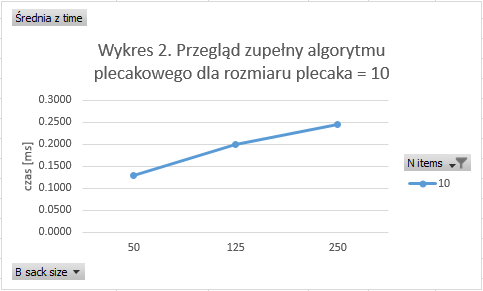 Średnia z time
Wykres 2. Przegląd zupełny algorytmu
plecakowego dla rozmiaru plecaka = 10
0.3000
0.2500
0.2000
0.1500
0.1000
0.0500
0.0000
czas [ms]
50 125 250
N items
10
B sack size